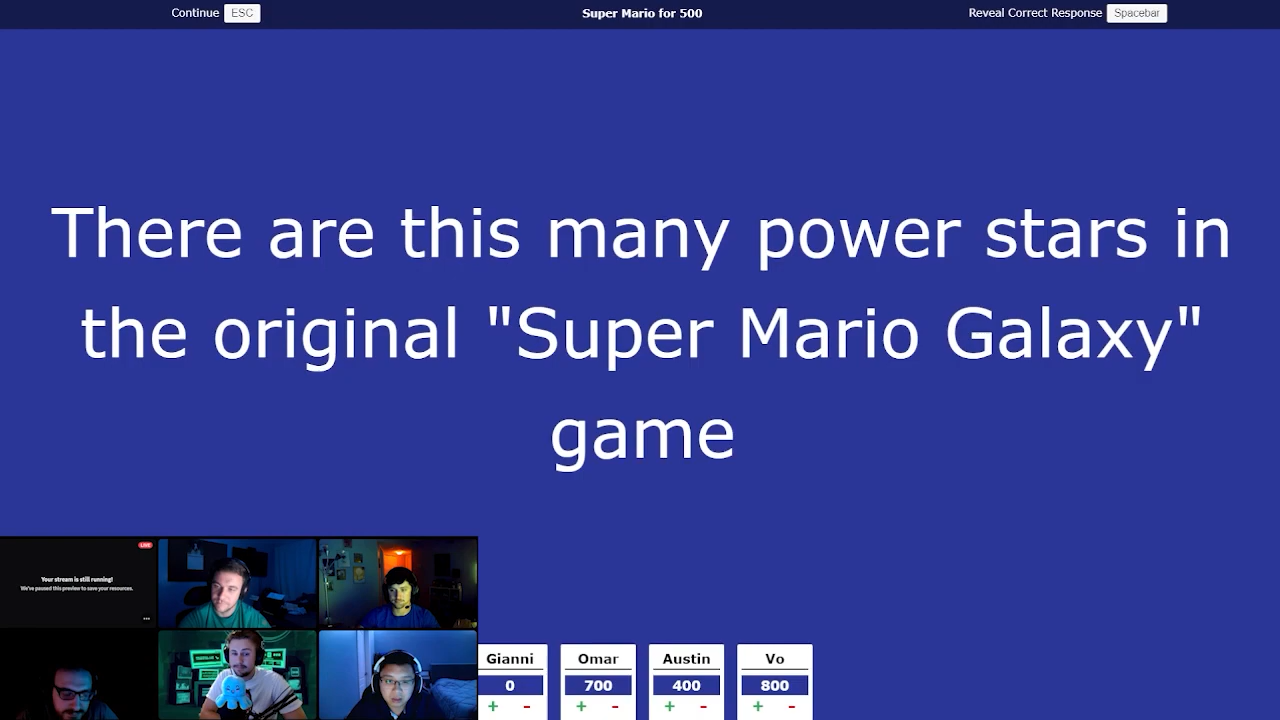 Continue ESC
Super Mario for 500
Reveal Correct Response Spacebar
There are this many power stars in
the original "Super Mario Galaxy"
game
LIVE
Your stream is still running!
We've paused this preview to save your resources.
Gianni Omar Austin Vo
0 700 400 800
+ - + - + - + -